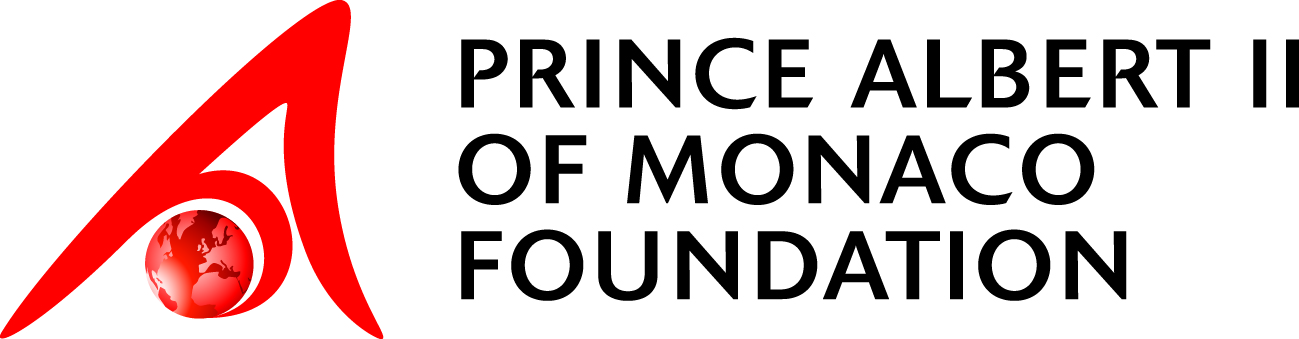 PRINCE ALBERT II
OF MONACO
FOUNDATION